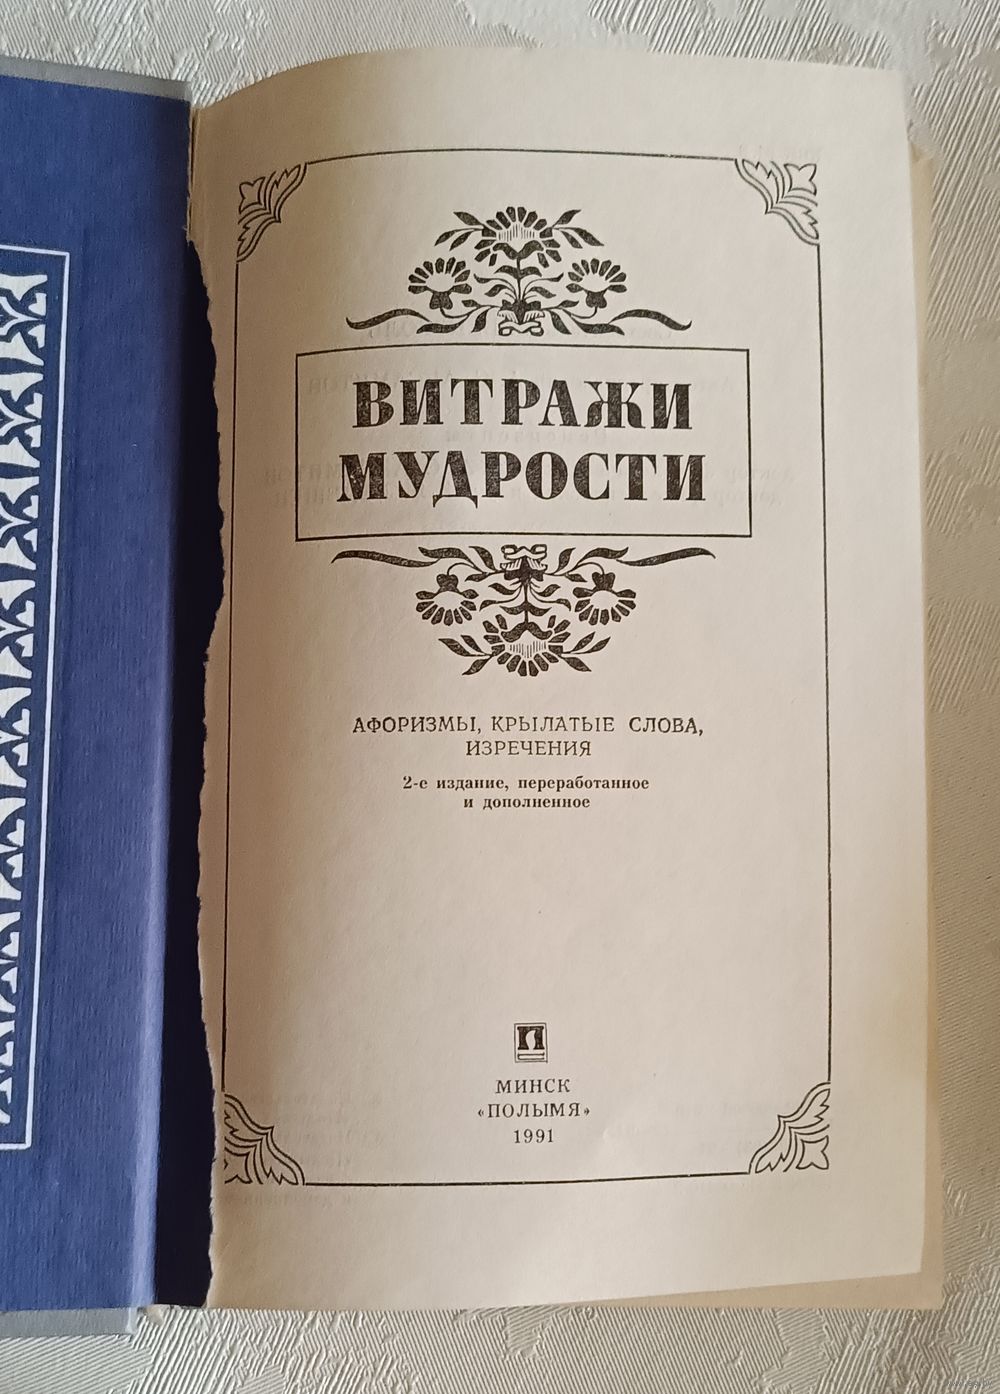 ВИТРАЖИ
МУДРОСТИ
АФОРИЗМЫ, КРЫЛАТЫЕ СЛОВА,
ИЗРЕЧЕНИЯ
2-е издание, переработанное
и дополненное
П
МИНСК
«ПОЛЫМЯ»
1991